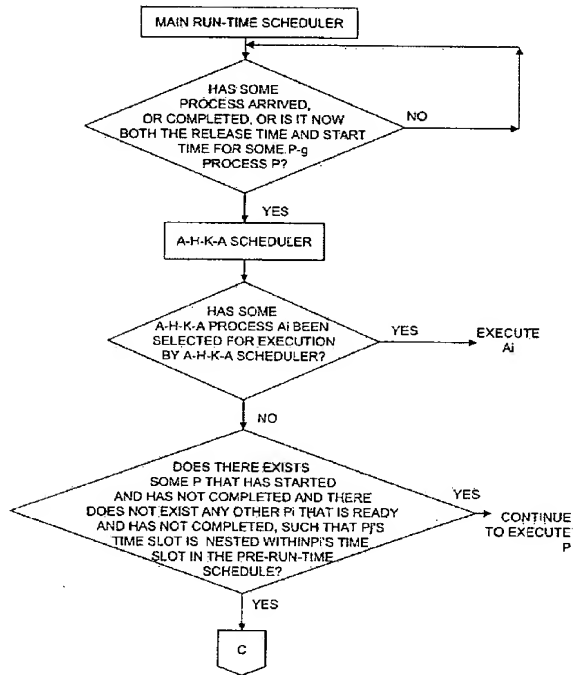 MAIN RUN-TIME SCHEDULER
HAS SOME
PROCESS ARRIVED,
OR COMPLETED, OR IS IT NOW
BOTH THE RELEASE TIME AND START
TIME FOR SOME P-g
PROCESS P?
NO
YES
A-H-K-A SCHEDULER
HAS SOME
A-H-K-A PROCESS Ai BEEN
SELECTED FOR EXECUTION
BY A-H-K-A SCHEDULER?
YES
EXECUTE
Ai
NO
DOES THERE EXISTS
SOME P THAT HAS STARTED
AND HAS NOT COMPLETED AND THERE
DOES NOT EXIST ANY OTHER Pi THAT IS READY
AND HAS NOT COMPLETED, SUCH THAT Pj'S
TIME SLOT IS NESTED WITHINPI'S TIME
SLOT IN THE PRE-RUN-TIME
SCHEDULE?
YES
CONTINUE
TO EXECUTE
P
YES
C